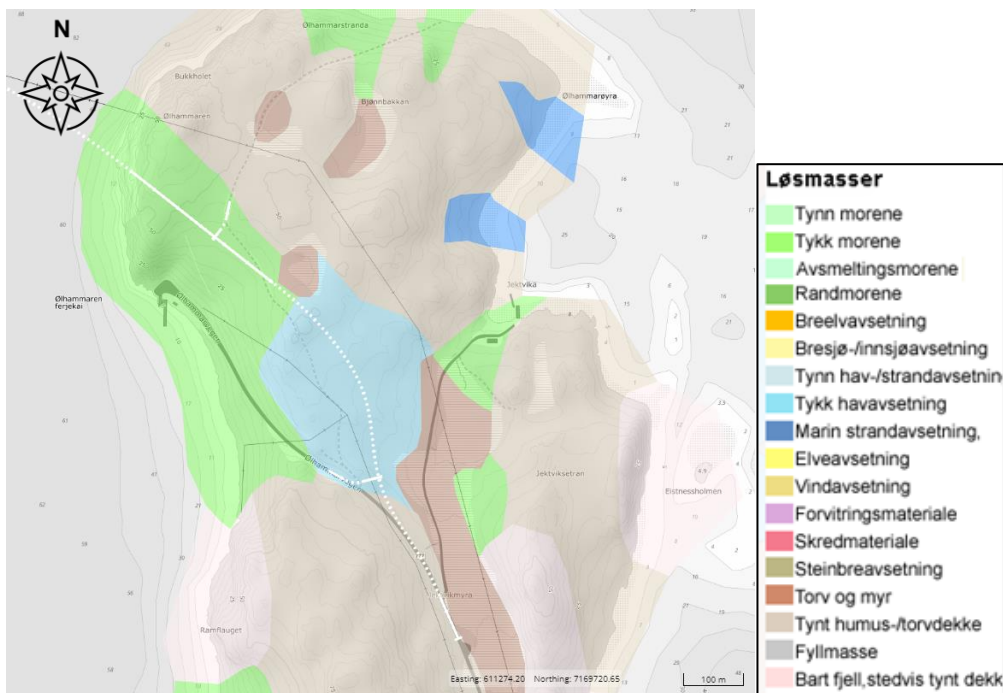 N
Ølhammarstranda
Bukkholet
Bjønnbakkan
Ølhammarøyra
Ølhammaren
Jektvika
Ølhammaren
ferjekai
Jektviksetran
Eistnessholmen
Ramflauget
Easting: 611274.20 Northing: 7169720.65
100 m
Løsmasser
Tynn morene
Tykk morene
Avsmeltingsmorene
Randmorene
Breelvavsetning
Bresjø-/innsjøavsetning
Tynn hav-/strandavsetnin
Tykk havavsetning
Marin strandavsetning,
Elveavsetning
Vindavsetning
Forvitringsmateriale
Skredmateriale
Steinbreavsetning
Torv og myr
Tynt humus-/torvdekke
Fyllmasse
Bart fjell,stedvis tynt dekk